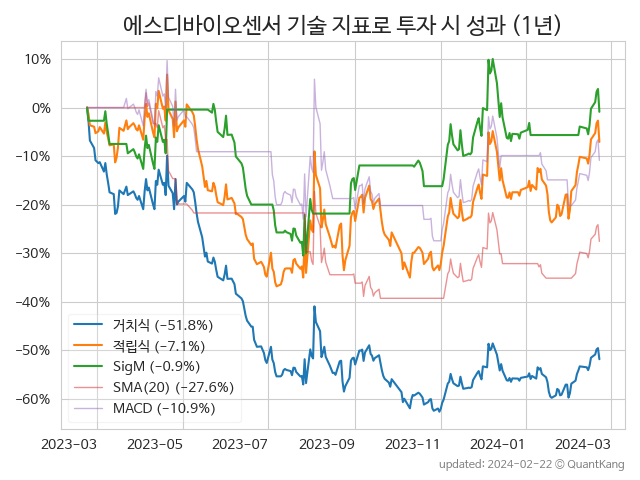 에스디바이오센서 기술 지표로 투자 시 성과 (1년)
10%
0%
−10%
−20%
−30%
−40%
−50%
−60%
거치식 (−51.8%)
적립식 (−7.1%)
SigM (−0.9%)
SMA(20) (−27.6%)
MACD (−10.9%)
2023−03 2023−05 2023−07 2023−09 2023−11 2024−01 2024−03
updated: 2024−02−22 © QuantKang